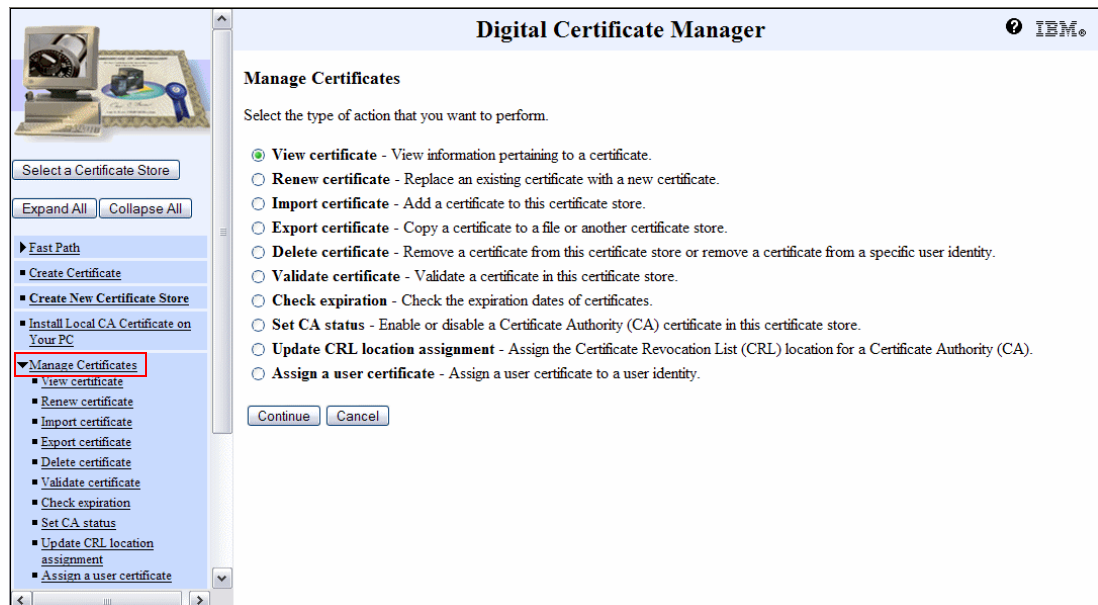 Digital Certificate Manager
IBM®
Select a Certificate Store
Expand All
Collapse All
Fast Path
Create Certificate
Create New Certificate Store
Install Local CA Certificate on
Your PC
Manage Certificates
View certificate
Renew certificate
Import certificate
Export certificate
Delete certificate
Validate certificate
Check expiration
Set CA status
Update CRL location
assignment
Assign a user certificate
Manage Certificates
Select the type of action that you want to perform.
View certificate - View information pertaining to a certificate.
Renew certificate - Replace an existing certificate with a new certificate.
Import certificate - Add a certificate to this certificate store.
Export certificate - Copy a certificate to a file or another certificate store.
Delete certificate - Remove a certificate from this certificate store or remove a certificate from a specific user identity.
Validate certificate - Validate a certificate in this certificate store.
Check expiration - Check the expiration dates of certificates.
Set CA status - Enable or disable a Certificate Authority (CA) certificate in this certificate store.
Update CRL location assignment - Assign the Certificate Revocation List (CRL) location for a Certificate Authority (CA).
Assign a user certificate - Assign a user certificate to a user identity.
Continue
Cancel